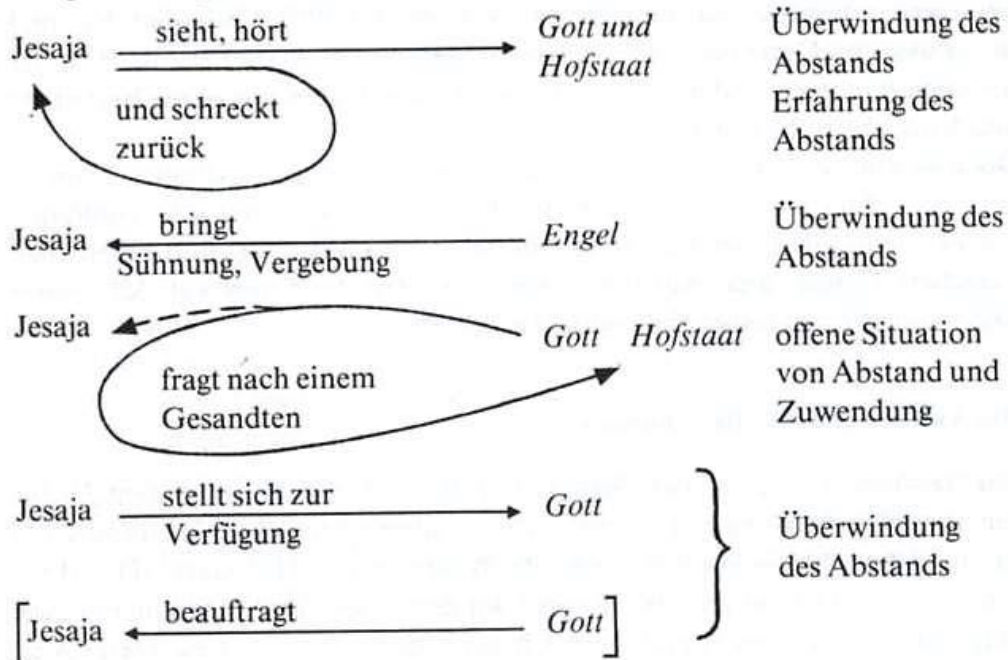 Jesaja sieht, hört Gott und Hofstaat Überwindung des Abstands
und schreckt zurück Erfahrung des Abstands
Jesaja bringt Engel Überwindung des Abstands
Sühnung, Vergebung
Jesaja Gott Hofstaat offene Situation von Abstand und Zuwendung
fragt nach einem Gesandten
Jesaja stellt sich zur Verfügung Gott
[Jesaja beauftragt Gott]
Überwindung des Abstands